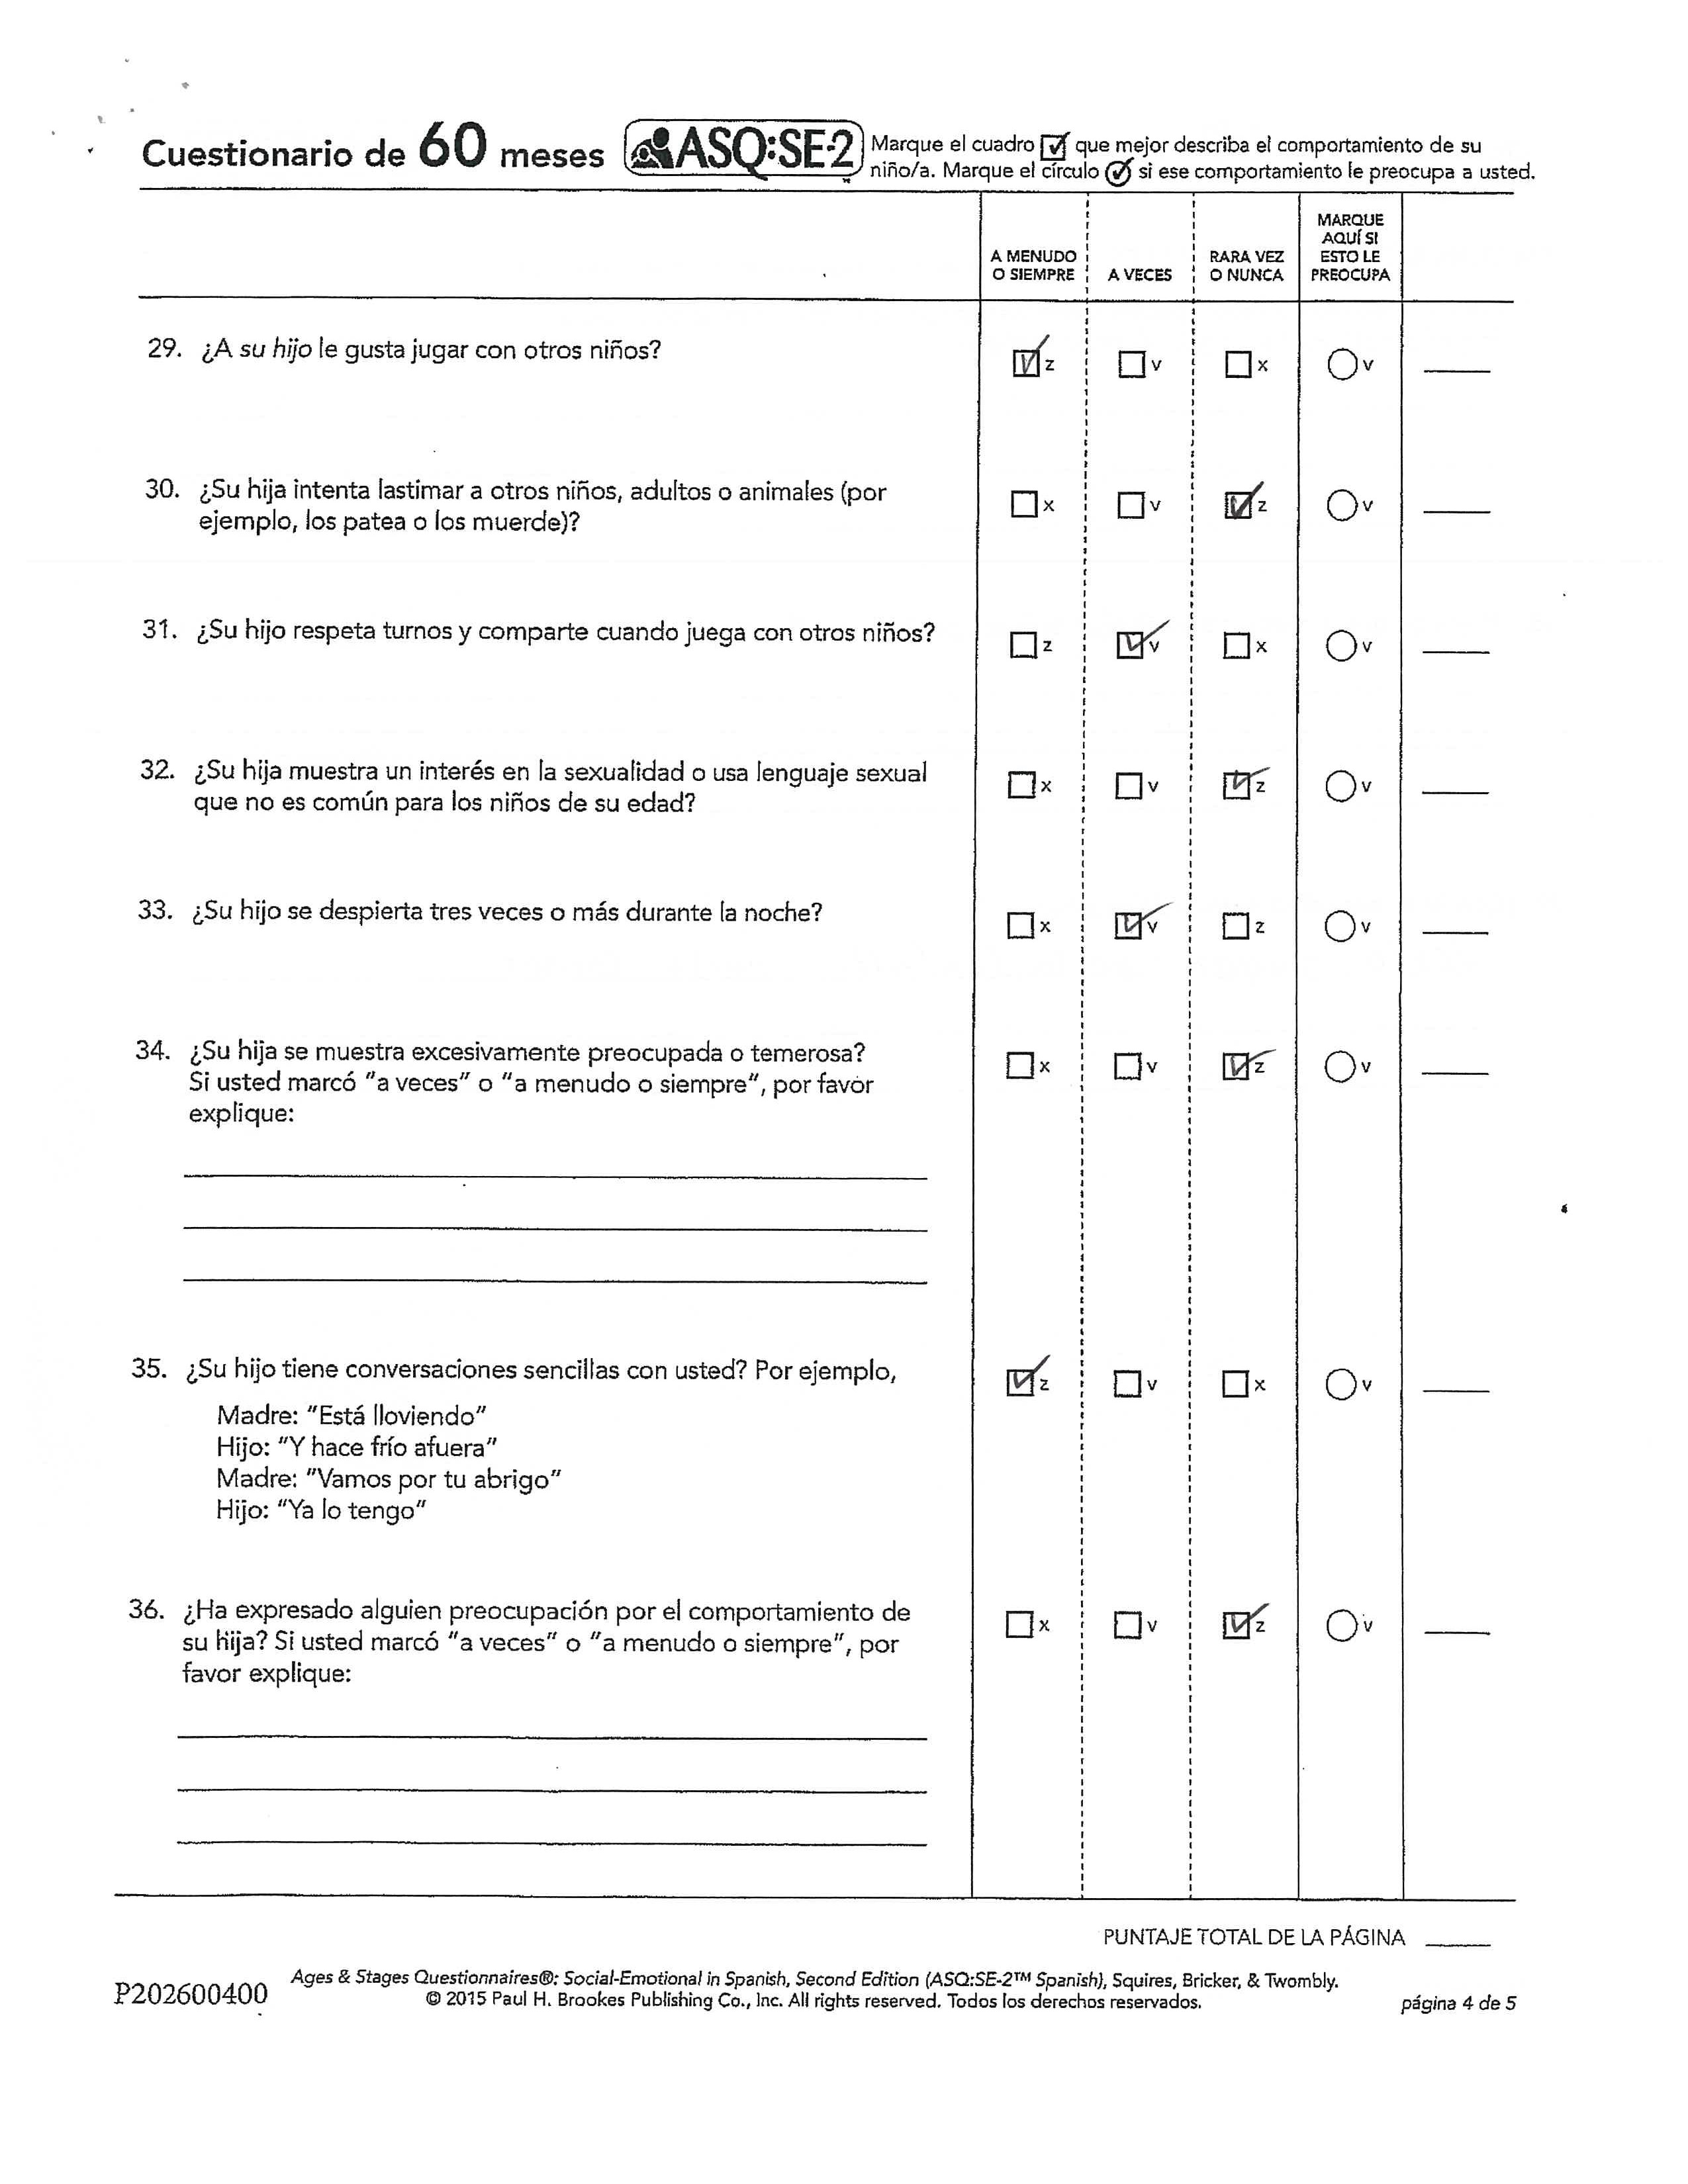 Cuestionario de 60 meses ASQ:SE-2 Marque el cuadro ☑ que mejor describa el comportamiento de su
niño/a. Marque el círculo si ese comportamiento le preocupa a usted.
A MENUDO O SIEMPRE A VECES RARA VEZ O NUNCA MARQUE AQUÍ SI ESTO LE PREOCUPA
29. ¿A su hijo le gusta jugar con otros niños? ☑ z ☐ v ☐ x ○ v
30. ¿Su hija intenta lastimar a otros niños, adultos o animales (por ☐ x ☐ v ☑ z ○ v
ejemplo, los patea o los muerde)?
31. ¿Su hijo respeta turnos y comparte cuando juega con otros niños? ☐ z ☑ v ☐ x ○ v
32. ¿Su hija muestra un interés en la sexualidad o usa lenguaje sexual ☐ x ☐ v ☑ z ○ v
que no es común para los niños de su edad?
33. ¿Su hijo se despierta tres veces o más durante la noche? ☐ x ☑ v ☐ z ○ v
34. ¿Su hija se muestra excesivamente preocupada o temerosa? ☐ x ☐ v ☑ z ○ v
Si usted marcó "a veces" o "a menudo o siempre", por favor
explique:
35. ¿Su hijo tiene conversaciones sencillas con usted? Por ejemplo, ☑ z ☐ v ☐ x ○ v
Madre: "Está lloviendo"
Hijo: "Y hace frío afuera"
Madre: "Vamos por tu abrigo"
Hijo: "Ya lo tengo"
36. ¿Ha expresado alguien preocupación por el comportamiento de ☐ x ☐ v ☑ z ○ v
su hija? Si usted marcó "a veces" o "a menudo o siempre", por
favor explique:
PUNTAJE TOTAL DE LA PÁGINA
P202600400
Ages & Stages Questionnaires®: Social-Emotional in Spanish, Second Edition (ASQ:SE-2™ Spanish), Squires, Bricker, & Twombly.
© 2015 Paul H. Brookes Publishing Co., Inc. All rights reserved. Todos los derechos reservados.
página 4 de 5